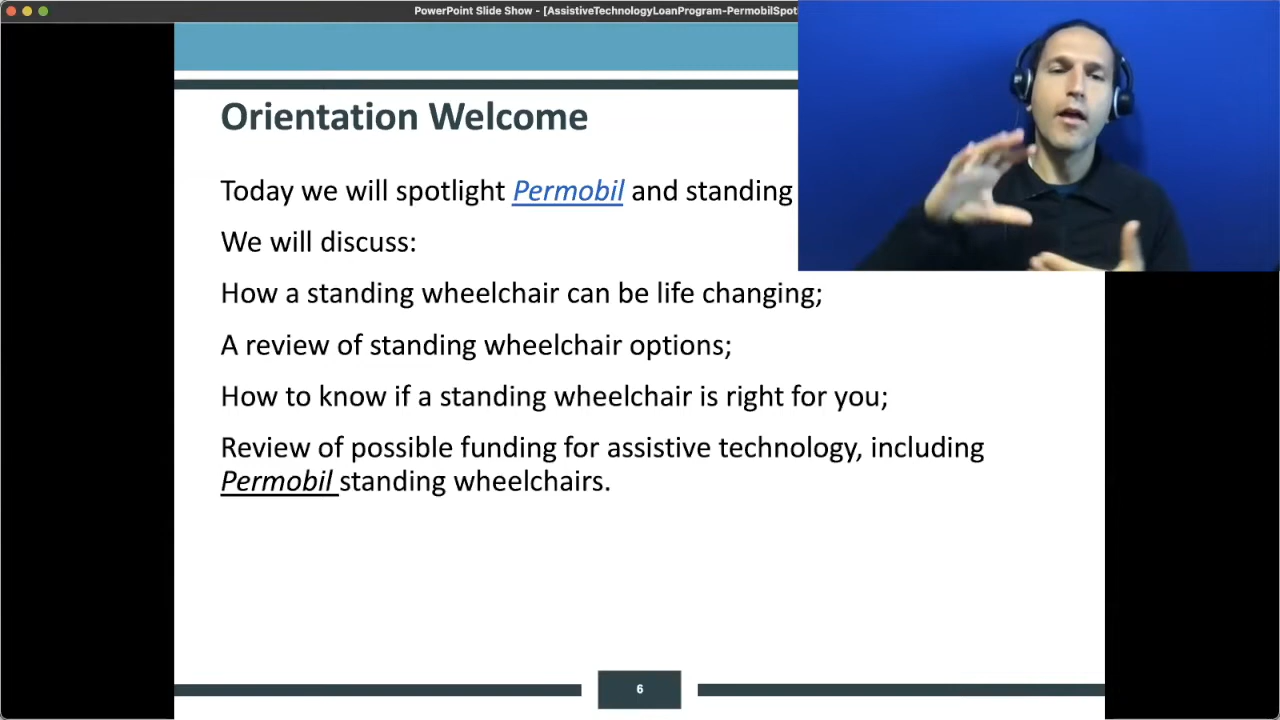 PowerPoint Slide Show - [AssistiveTechnologyLoanProgram-PermobilSpotl
Orientation Welcome
Today we will spotlight Permobil and standing
We will discuss:
How a standing wheelchair can be life changing;
A review of standing wheelchair options;
How to know if a standing wheelchair is right for you;
Review of possible funding for assistive technology, including
Permobil standing wheelchairs.
6